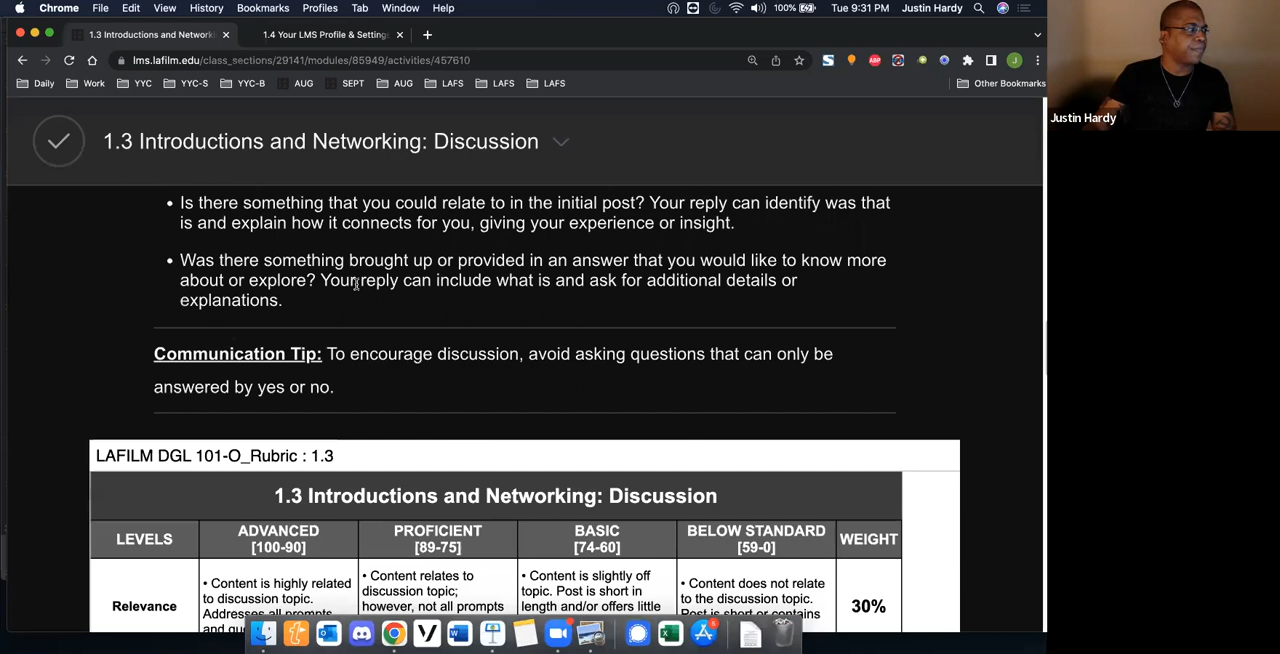 Chrome File Edit View History Bookmarks Profiles Tab Window Help 100% Tue 9:31 PM Justin Hardy
1.3 Introductions and Networki 1.4 Your LMS Profile & Settings
lms.lafilm.edu/class_sections/29141/modules/85949/activities/457610
Daily Work YYC YYC-S YYC-B AUG SEPT AUG LAFS LAFS LAFS Other Bookmarks
Justin Hardy
1.3 Introductions and Networking: Discussion
• Is there something that you could relate to in the initial post? Your reply can identify was that
is and explain how it connects for you, giving your experience or insight.
• Was there something brought up or provided in an answer that you would like to know more
about or explore? Your reply can include what is and ask for additional details or
explanations.
Communication Tip: To encourage discussion, avoid asking questions that can only be
answered by yes or no.
LAFILM DGL 101-O_Rubric : 1.3
1.3 Introductions and Networking: Discussion
LEVELS ADVANCED [100-90] PROFICIENT [89-75] BASIC [74-60] BELOW STANDARD [59-0] WEIGHT
Relevance
• Content is highly related
to discussion topic.
Addresses all prompts
• Content relates to
discussion topic;
however, not all prompts
• Content is slightly off
topic. Post is short in
length and/or offers little
• Content does not relate
to the discussion topic.
Post is short or contains
30%